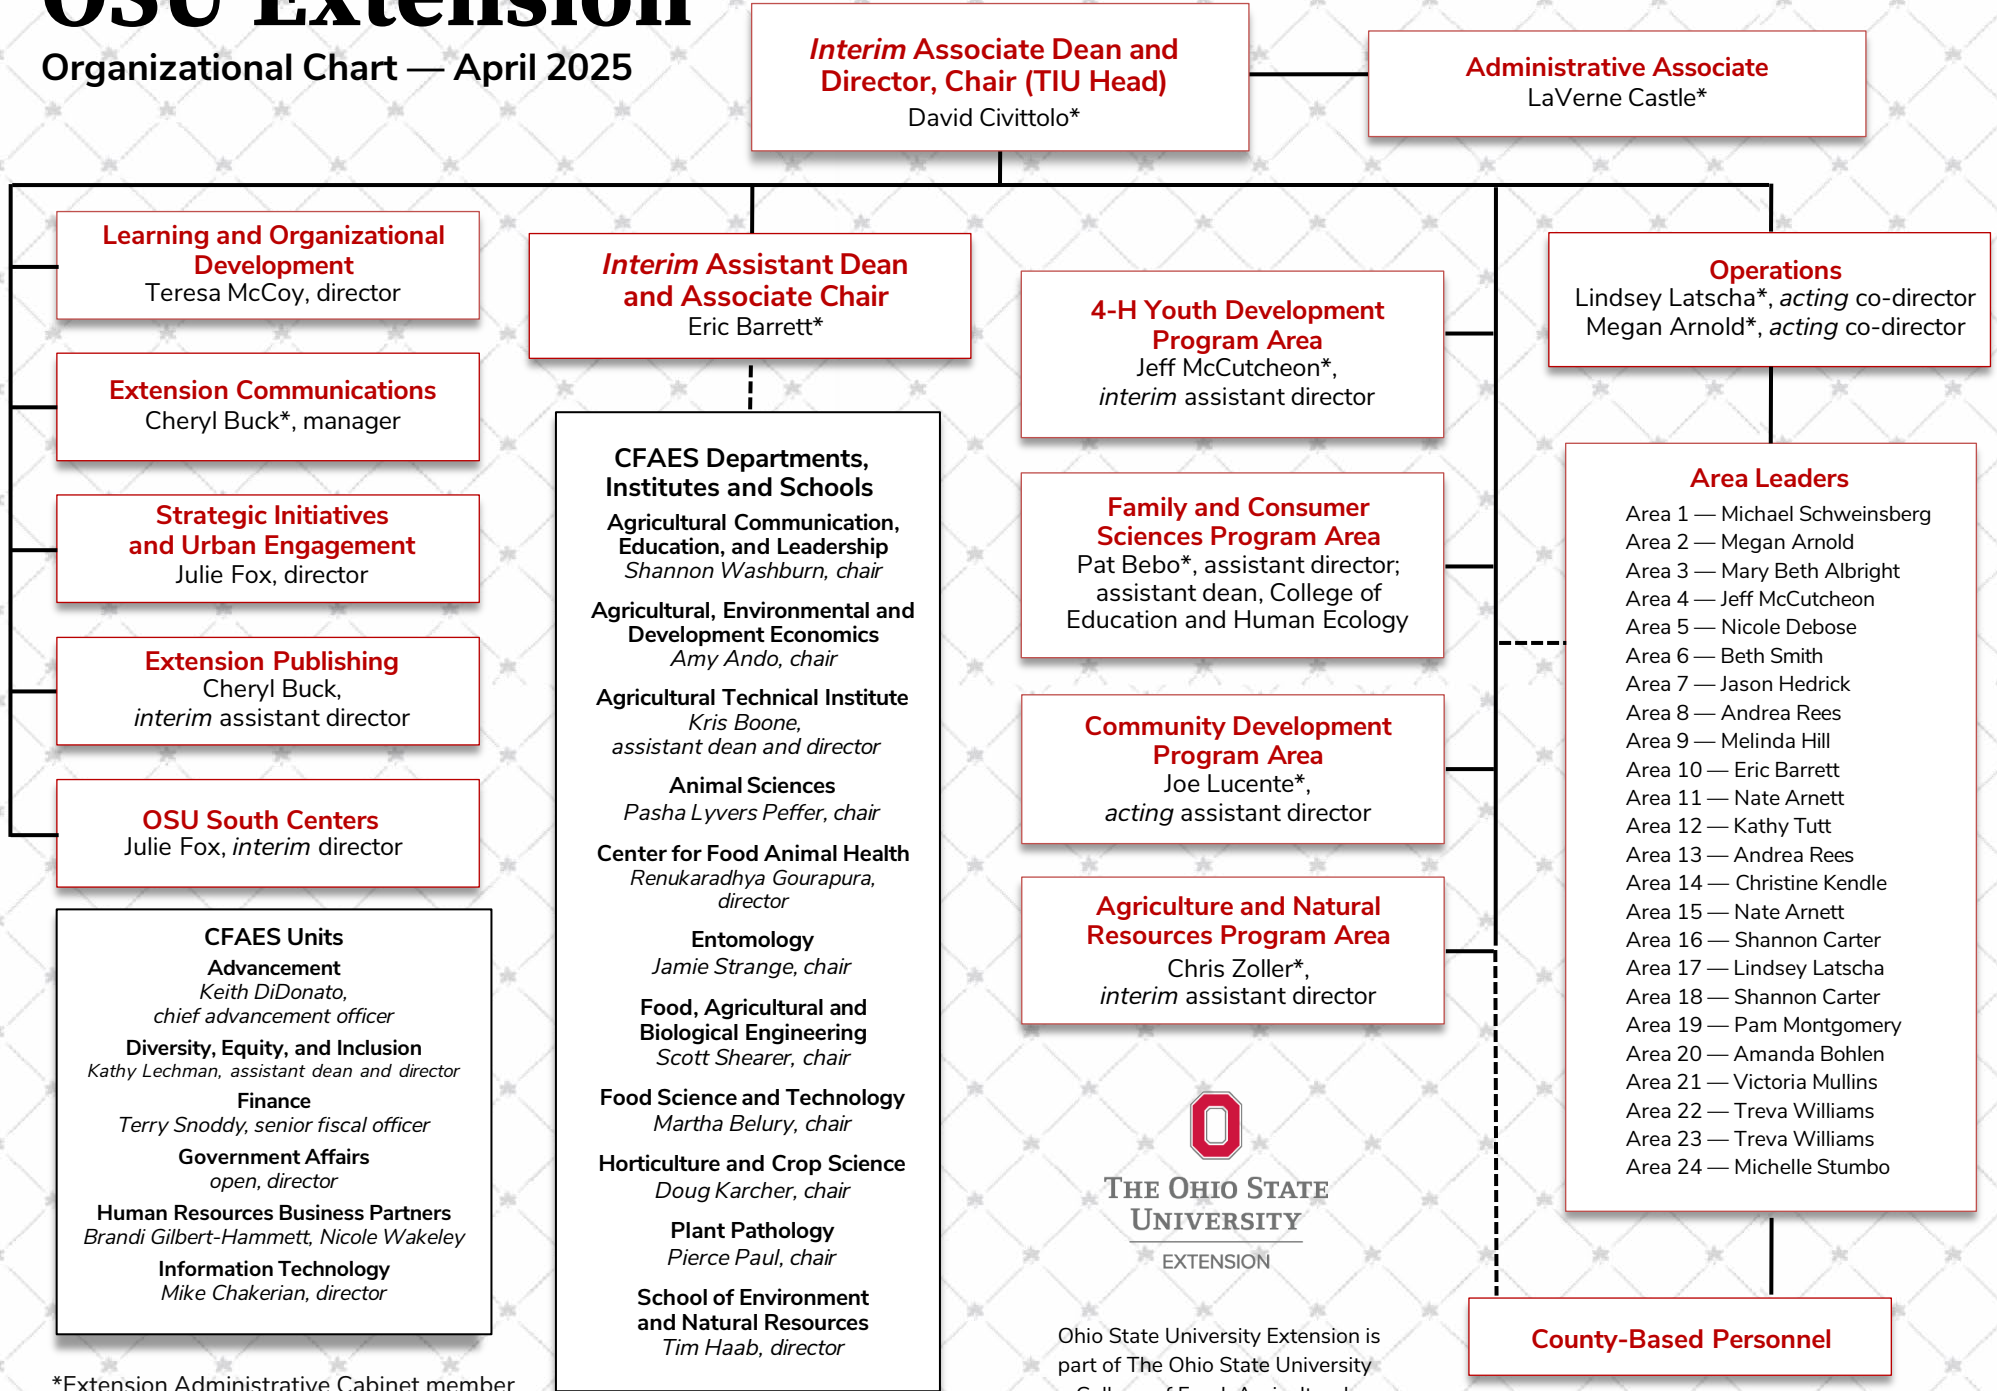 OSU Extension
Organizational Chart — April 2025
Interim Associate Dean and
Director, Chair (TIU Head)
David Civittolo*
Administrative Associate
LaVerne Castle*
Learning and Organizational
Development
Teresa McCoy, director
Extension Communications
Cheryl Buck*, manager
Strategic Initiatives
and Urban Engagement
Julie Fox, director
Extension Publishing
Cheryl Buck,
interim assistant director
OSU South Centers
Julie Fox, interim director
CFAES Units
Advancement
Keith DiDonato,
chief advancement officer
Diversity, Equity, and Inclusion
Kathy Lechman, assistant dean and director
Finance
Terry Snoddy, senior fiscal officer
Government Affairs
open, director
Human Resources Business Partners
Brandi Gilbert-Hammett, Nicole Wakeley
Information Technology
Mike Chakerian, director
*Extension Administrative Cabinet member
Interim Assistant Dean
and Associate Chair
Eric Barrett*
CFAES Departments,
Institutes and Schools
Agricultural Communication,
Education, and Leadership
Shannon Washburn, chair
Agricultural, Environmental and
Development Economics
Amy Ando, chair
Agricultural Technical Institute
Kris Boone,
assistant dean and director
Animal Sciences
Pasha Lyvers Peffer, chair
Center for Food Animal Health
Renukaradhya Gourapura,
director
Entomology
Jamie Strange, chair
Food, Agricultural and
Biological Engineering
Scott Shearer, chair
Food Science and Technology
Martha Belury, chair
Horticulture and Crop Science
Doug Karcher, chair
Plant Pathology
Pierce Paul, chair
School of Environment
and Natural Resources
Tim Haab, director
4-H Youth Development
Program Area
Jeff McCutcheon*,
interim assistant director
Family and Consumer
Sciences Program Area
Pat Bebo*, assistant director;
assistant dean, College of
Education and Human Ecology
Community Development
Program Area
Joe Lucente*,
acting assistant director
Agriculture and Natural
Resources Program Area
Chris Zoller*,
interim assistant director
THE OHIO STATE
UNIVERSITY
EXTENSION
Ohio State University Extension is
part of The Ohio State University
College of Food, Agricultural,
Operations
Lindsey Latscha*, acting co-director
Megan Arnold*, acting co-director
Area Leaders
Area 1 — Michael Schweinsberg
Area 2 — Megan Arnold
Area 3 — Mary Beth Albright
Area 4 — Jeff McCutcheon
Area 5 — Nicole Debose
Area 6 — Beth Smith
Area 7 — Jason Hedrick
Area 8 — Andrea Rees
Area 9 — Melinda Hill
Area 10 — Eric Barrett
Area 11 — Nate Arnett
Area 12 — Kathy Tutt
Area 13 — Andrea Rees
Area 14 — Christine Kendle
Area 15 — Nate Arnett
Area 16 — Shannon Carter
Area 17 — Lindsey Latscha
Area 18 — Shannon Carter
Area 19 — Pam Montgomery
Area 20 — Amanda Bohlen
Area 21 — Victoria Mullins
Area 22 — Treva Williams
Area 23 — Treva Williams
Area 24 — Michelle Stumbo
County-Based Personnel